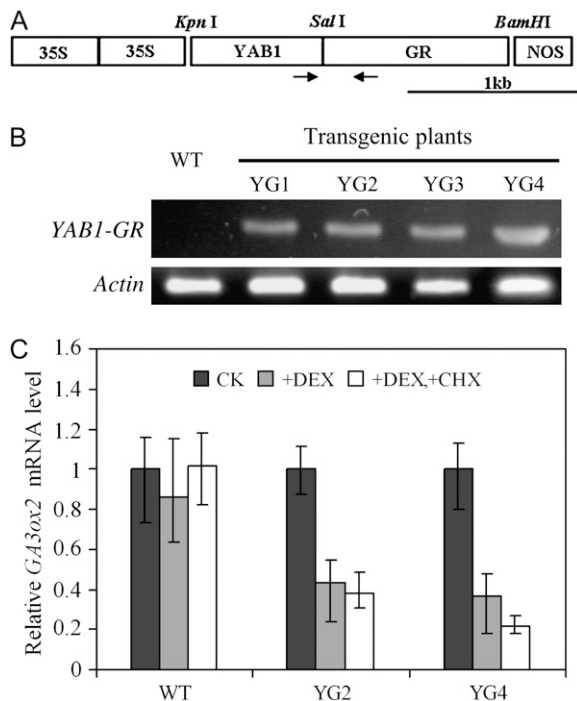 A
Kpn I
Sal I
BamHI
35S 35S YAB1 GR NOS
1kb
B
Transgenic plants
WT
YG1 YG2 YG3 YG4
YAB1-GR
Actin
C
Relative GA3ox2 mRNA level
1.6
1.4
1.2
1
0.8
0.6
0.4
0.2
0
CK +DEX +DEX,+CHX
WT YG2 YG4